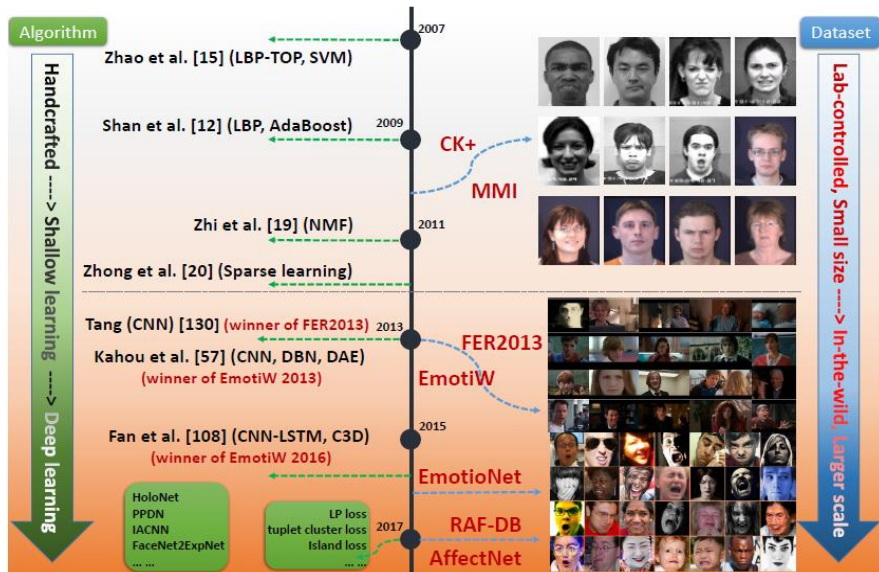 Algorithm
2007
Dataset
Zhao et al. [15] (LBP-TOP, SVM)
2009
Shan et al. [12] (LBP, AdaBoost)
CK+
MMI
Zhi et al. [19] (NMF)
2011
Zhong et al. [20] (Sparse learning)
Tang (CNN) [130] (winner of FER2013)
2013
FER2013
Kahou et al. [57] (CNN, DBN, DAE)
(winner of EmotiW 2013)
EmotiW
2015
Fan et al. [108] (CNN-LSTM, C3D)
(winner of EmotiW 2016)
EmotioNet
HoloNet
PPDN
IACNN
FaceNet2ExpNet
... ...
LP loss
tuplet cluster loss
Island loss
... ...
2017
RAF-DB
AffectNet
Handcrafted ----> Shallow learning ----> Deep learning
Lab-controlled, Small size ----> In-the-wild, Larger scale